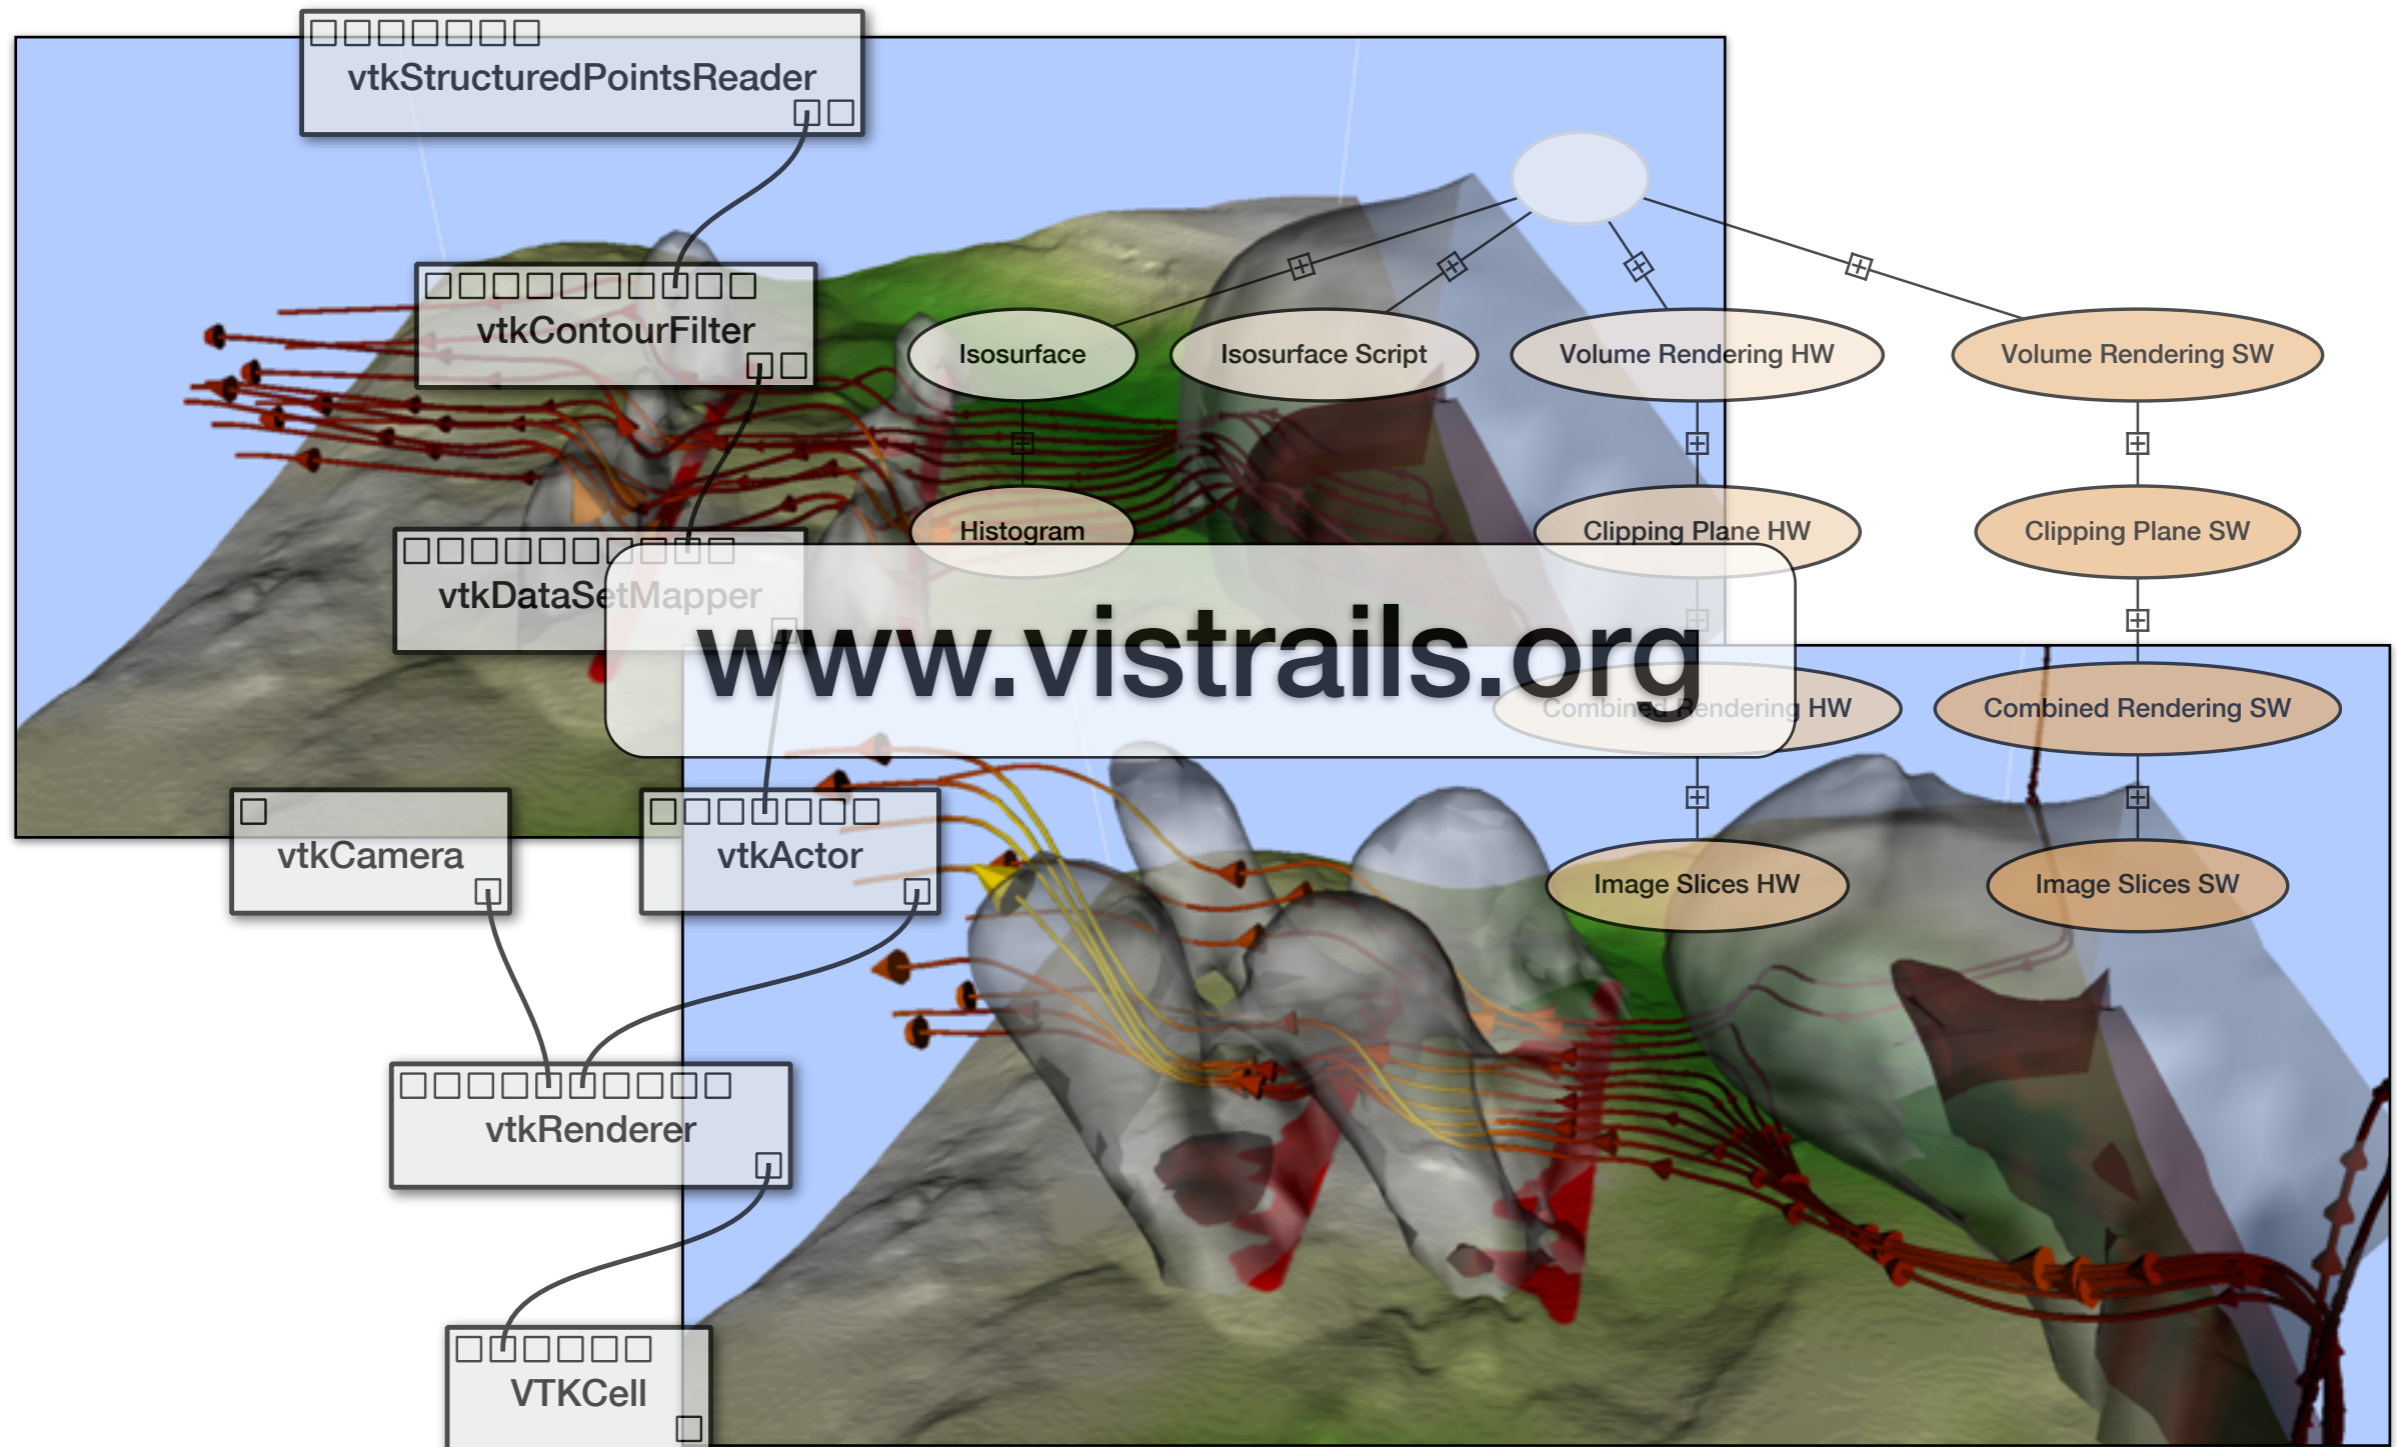 vtkStructuredPointsReader
vtkContourFilter
Isosurface
Isosurface Script
Volume Rendering HW
Volume Rendering SW
Histogram
Clipping Plane HW
Clipping Plane SW
vtkDataSetMapper
www.vistrails.org
Combined Rendering HW
Combined Rendering SW
vtkCamera
vtkActor
Image Slices HW
Image Slices SW
vtkRenderer
VTKCell